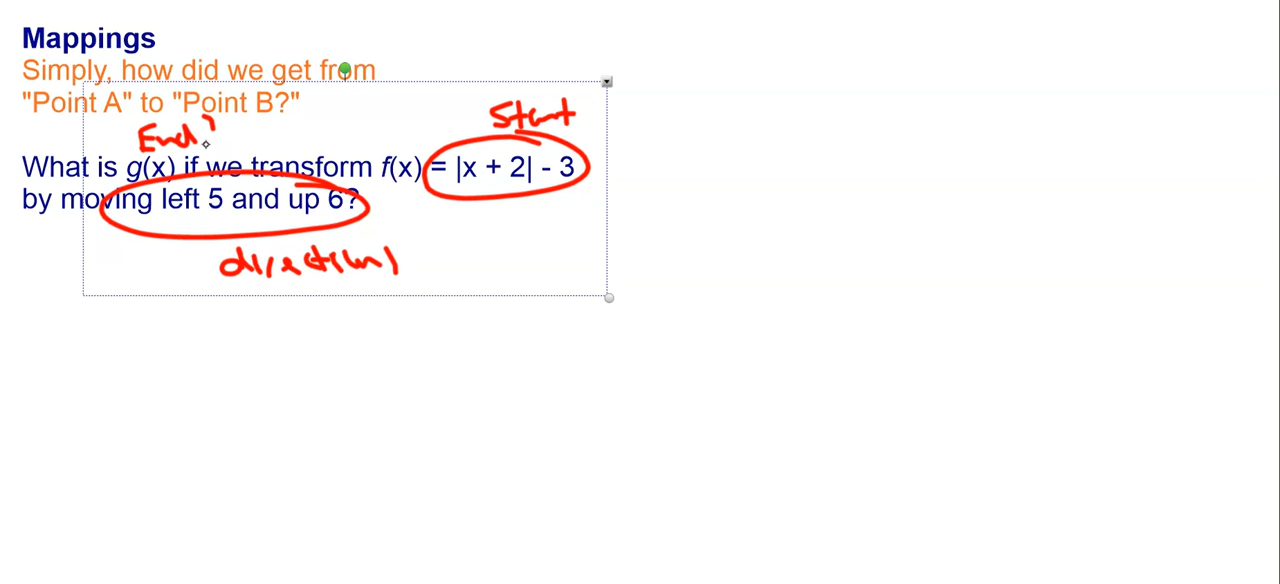 Mappings
Simply, how did we get from
"Point A" to "Point B?"
Start
End?
What is g(x) if we transform f(x) = |x + 2| - 3
by moving left 5 and up 6?
directions